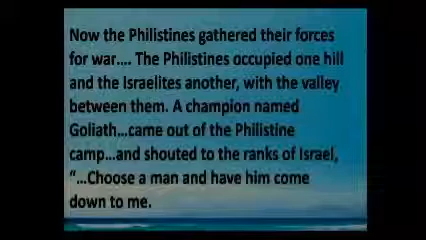 Now the Philistines gathered their forces
for war.... The Philistines occupied one hill
and the Israelites another, with the valley
between them. A champion named
Goliath...came out of the Philistine
camp...and shouted to the ranks of Israel,
"...Choose a man and have him come
down to me.